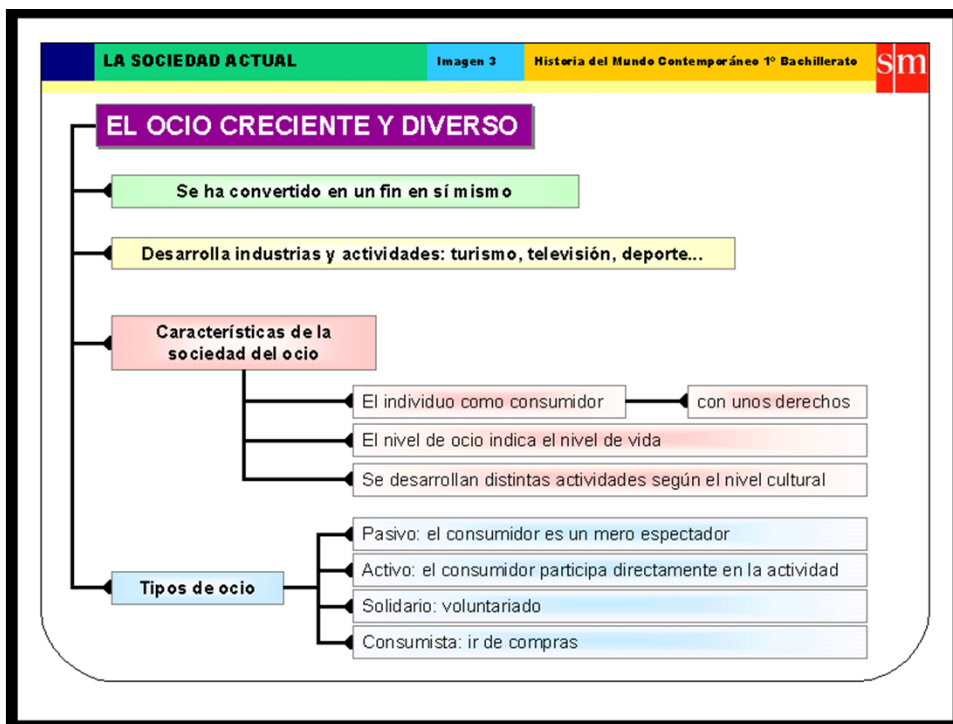 LA SOCIEDAD ACTUAL
Imagen 3
Historia del Mundo Contemporáneo 1º Bachillerato
sm
EL OCIO CRECIENTE Y DIVERSO
Se ha convertido en un fin en sí mismo
Desarrolla industrias y actividades: turismo, televisión, deporte...
Características de la
sociedad del ocio
El individuo como consumidor
con unos derechos
El nivel de ocio indica el nivel de vida
Se desarrollan distintas actividades según el nivel cultural
Tipos de ocio
Pasivo: el consumidor es un mero espectador
Activo: el consumidor participa directamente en la actividad
Solidario: voluntariado
Consumista: ir de compras